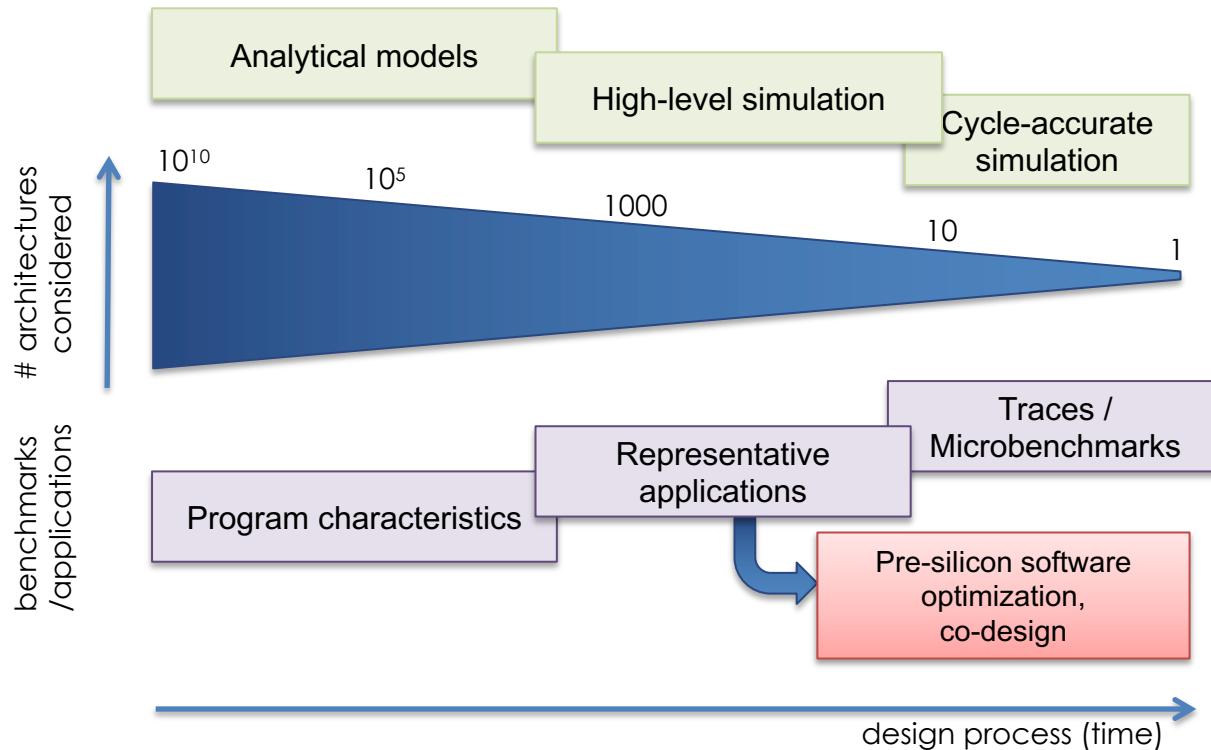 Analytical models
High-level simulation
Cycle-accurate
simulation
# architectures
considered
10¹⁰
10⁵
1000
10
1
benchmarks
/applications
Program characteristics
Representative
applications
Traces /
Microbenchmarks
Pre-silicon software
optimization,
co-design
design process (time)